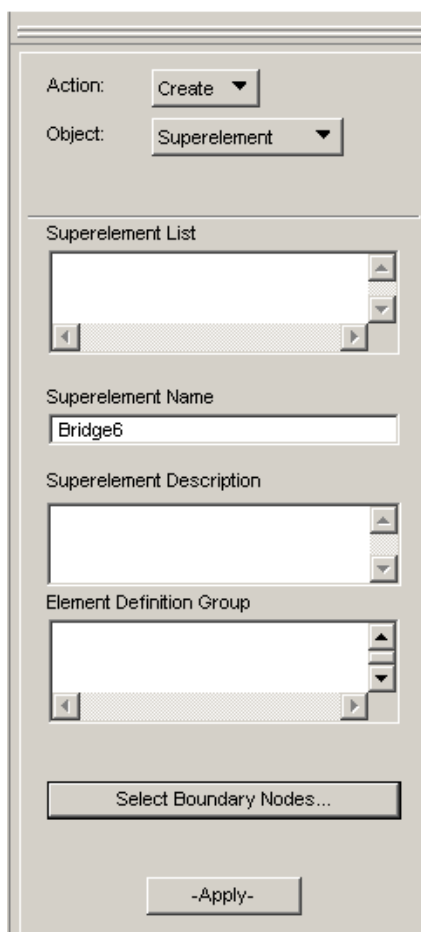 Action: Create
Object: Superelement
Superelement List
Superelement Name
Bridge6
Superelement Description
Element Definition Group
Select Boundary Nodes...
-Apply-